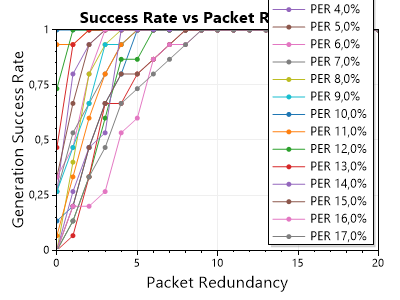 Success Rate vs Packet R
PER 4,0%
PER 5,0%
PER 6,0%
PER 7,0%
PER 8,0%
PER 9,0%
PER 10,0%
PER 11,0%
PER 12,0%
PER 13,0%
PER 14,0%
PER 15,0%
PER 16,0%
PER 17,0%
Generation Success Rate
1
0,75
0,5
0,25
0
0
5
10
15
20
Packet Redundancy